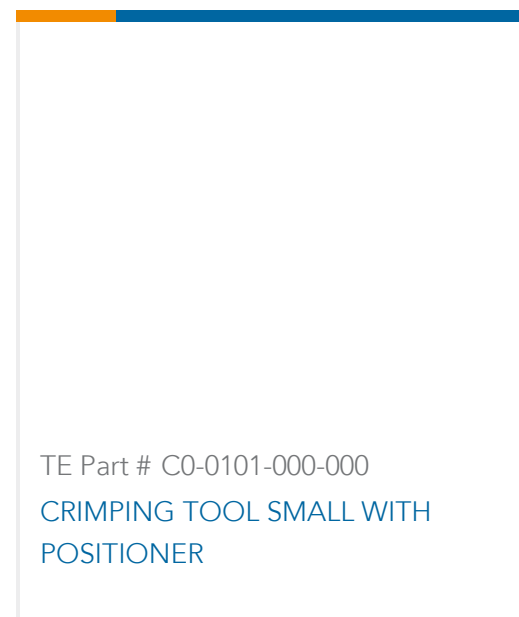 TE Part # C0-0101-000-000
CRIMPING TOOL SMALL WITH
POSITIONER